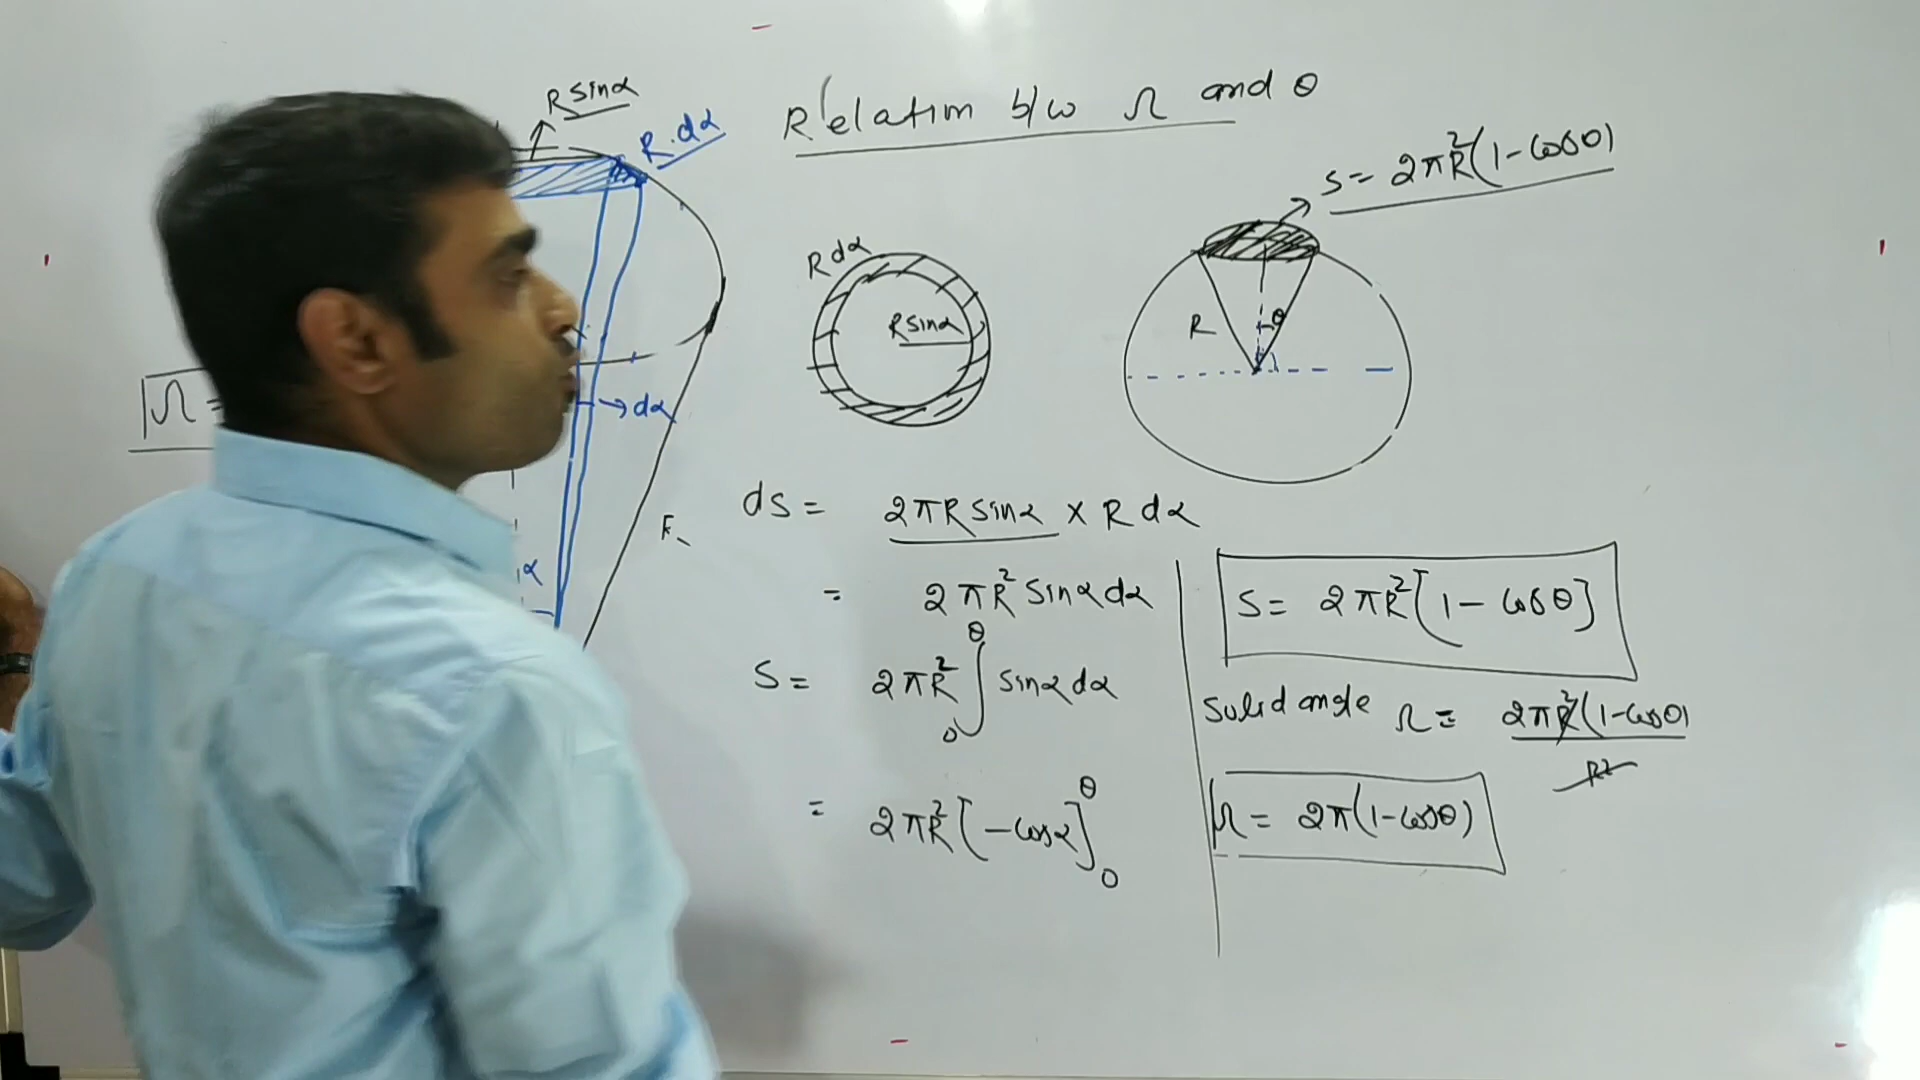 Relation b/w Ω and θ
R sinα
R.dα
S = 2πR²(1-cosθ)
Rdα
Rsinα
R
θ
Ω =
→dα
α
dS = 2πR sinα × R dα
= 2πR² sinα dα
S = 2πR² ∫₀^θ sinα dα
= 2πR² [-cosα]₀^θ
S = 2πR² [1 - cosθ]
Solid angle Ω = 2πR²(1-cosθ)
R²
Ω = 2π(1-cosθ)